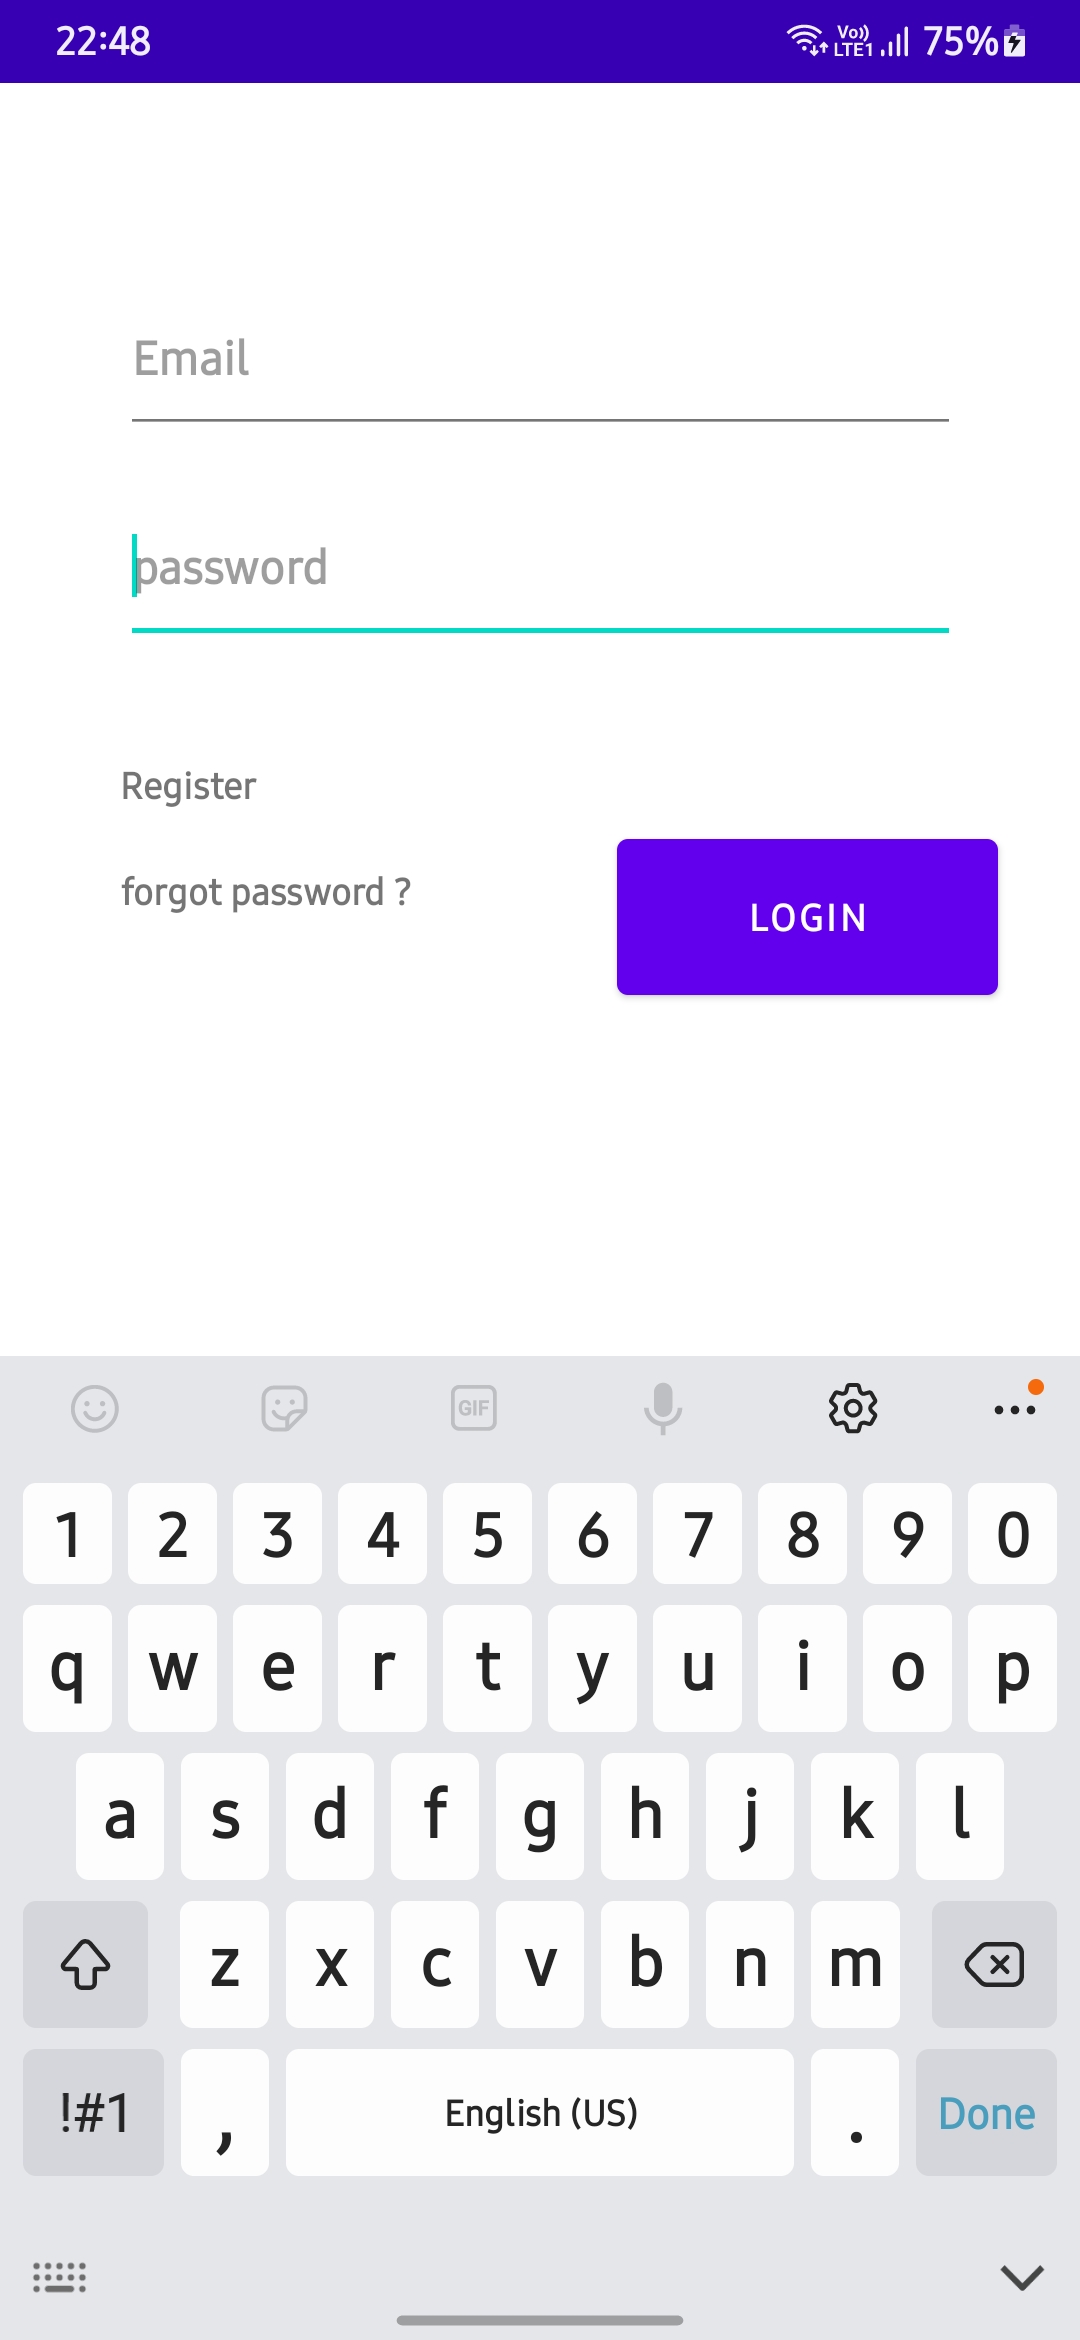 22:48 Vo)) LTE1 75%
Email
password
Register
forgot password ?
LOGIN
GIF
1 2 3 4 5 6 7 8 9 0
q w e r t y u i o p
a s d f g h j k l
z x c v b n m
!#1 , English (US) . Done